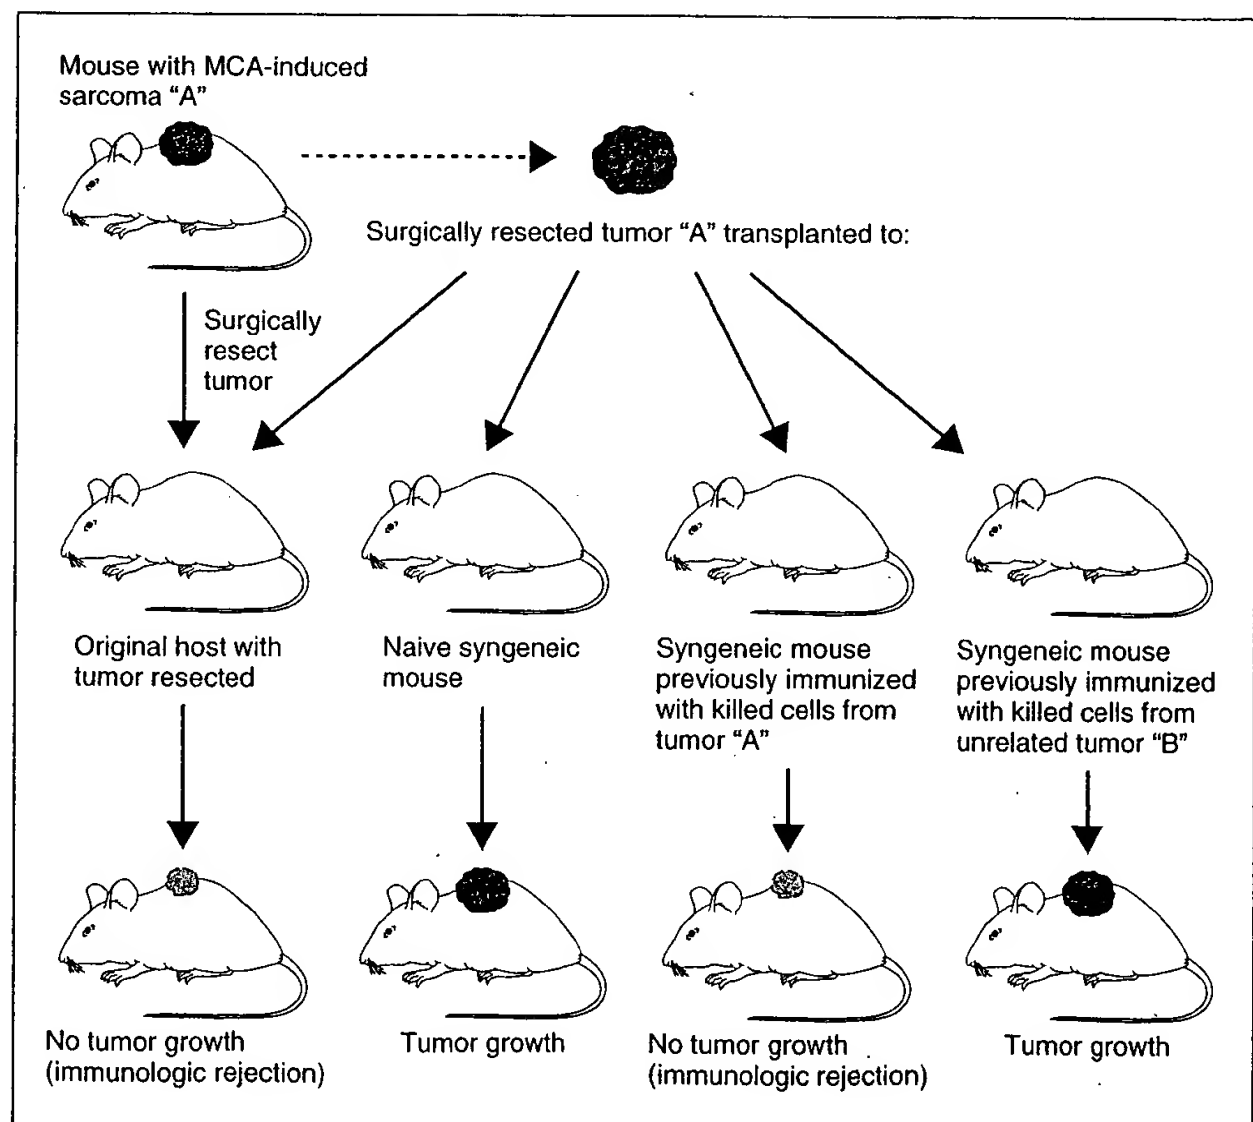 Mouse with MCA-induced
sarcoma “A”
Surgically resected tumor “A” transplanted to:
Surgically
resect
tumor
Original host with
tumor resected
Naive syngeneic
mouse
Syngeneic mouse
previously immunized
with killed cells from
tumor “A”
Syngeneic mouse
previously immunized
with killed cells from
unrelated tumor “B”
No tumor growth
(immunologic rejection)
Tumor growth
No tumor growth
(immunologic rejection)
Tumor growth